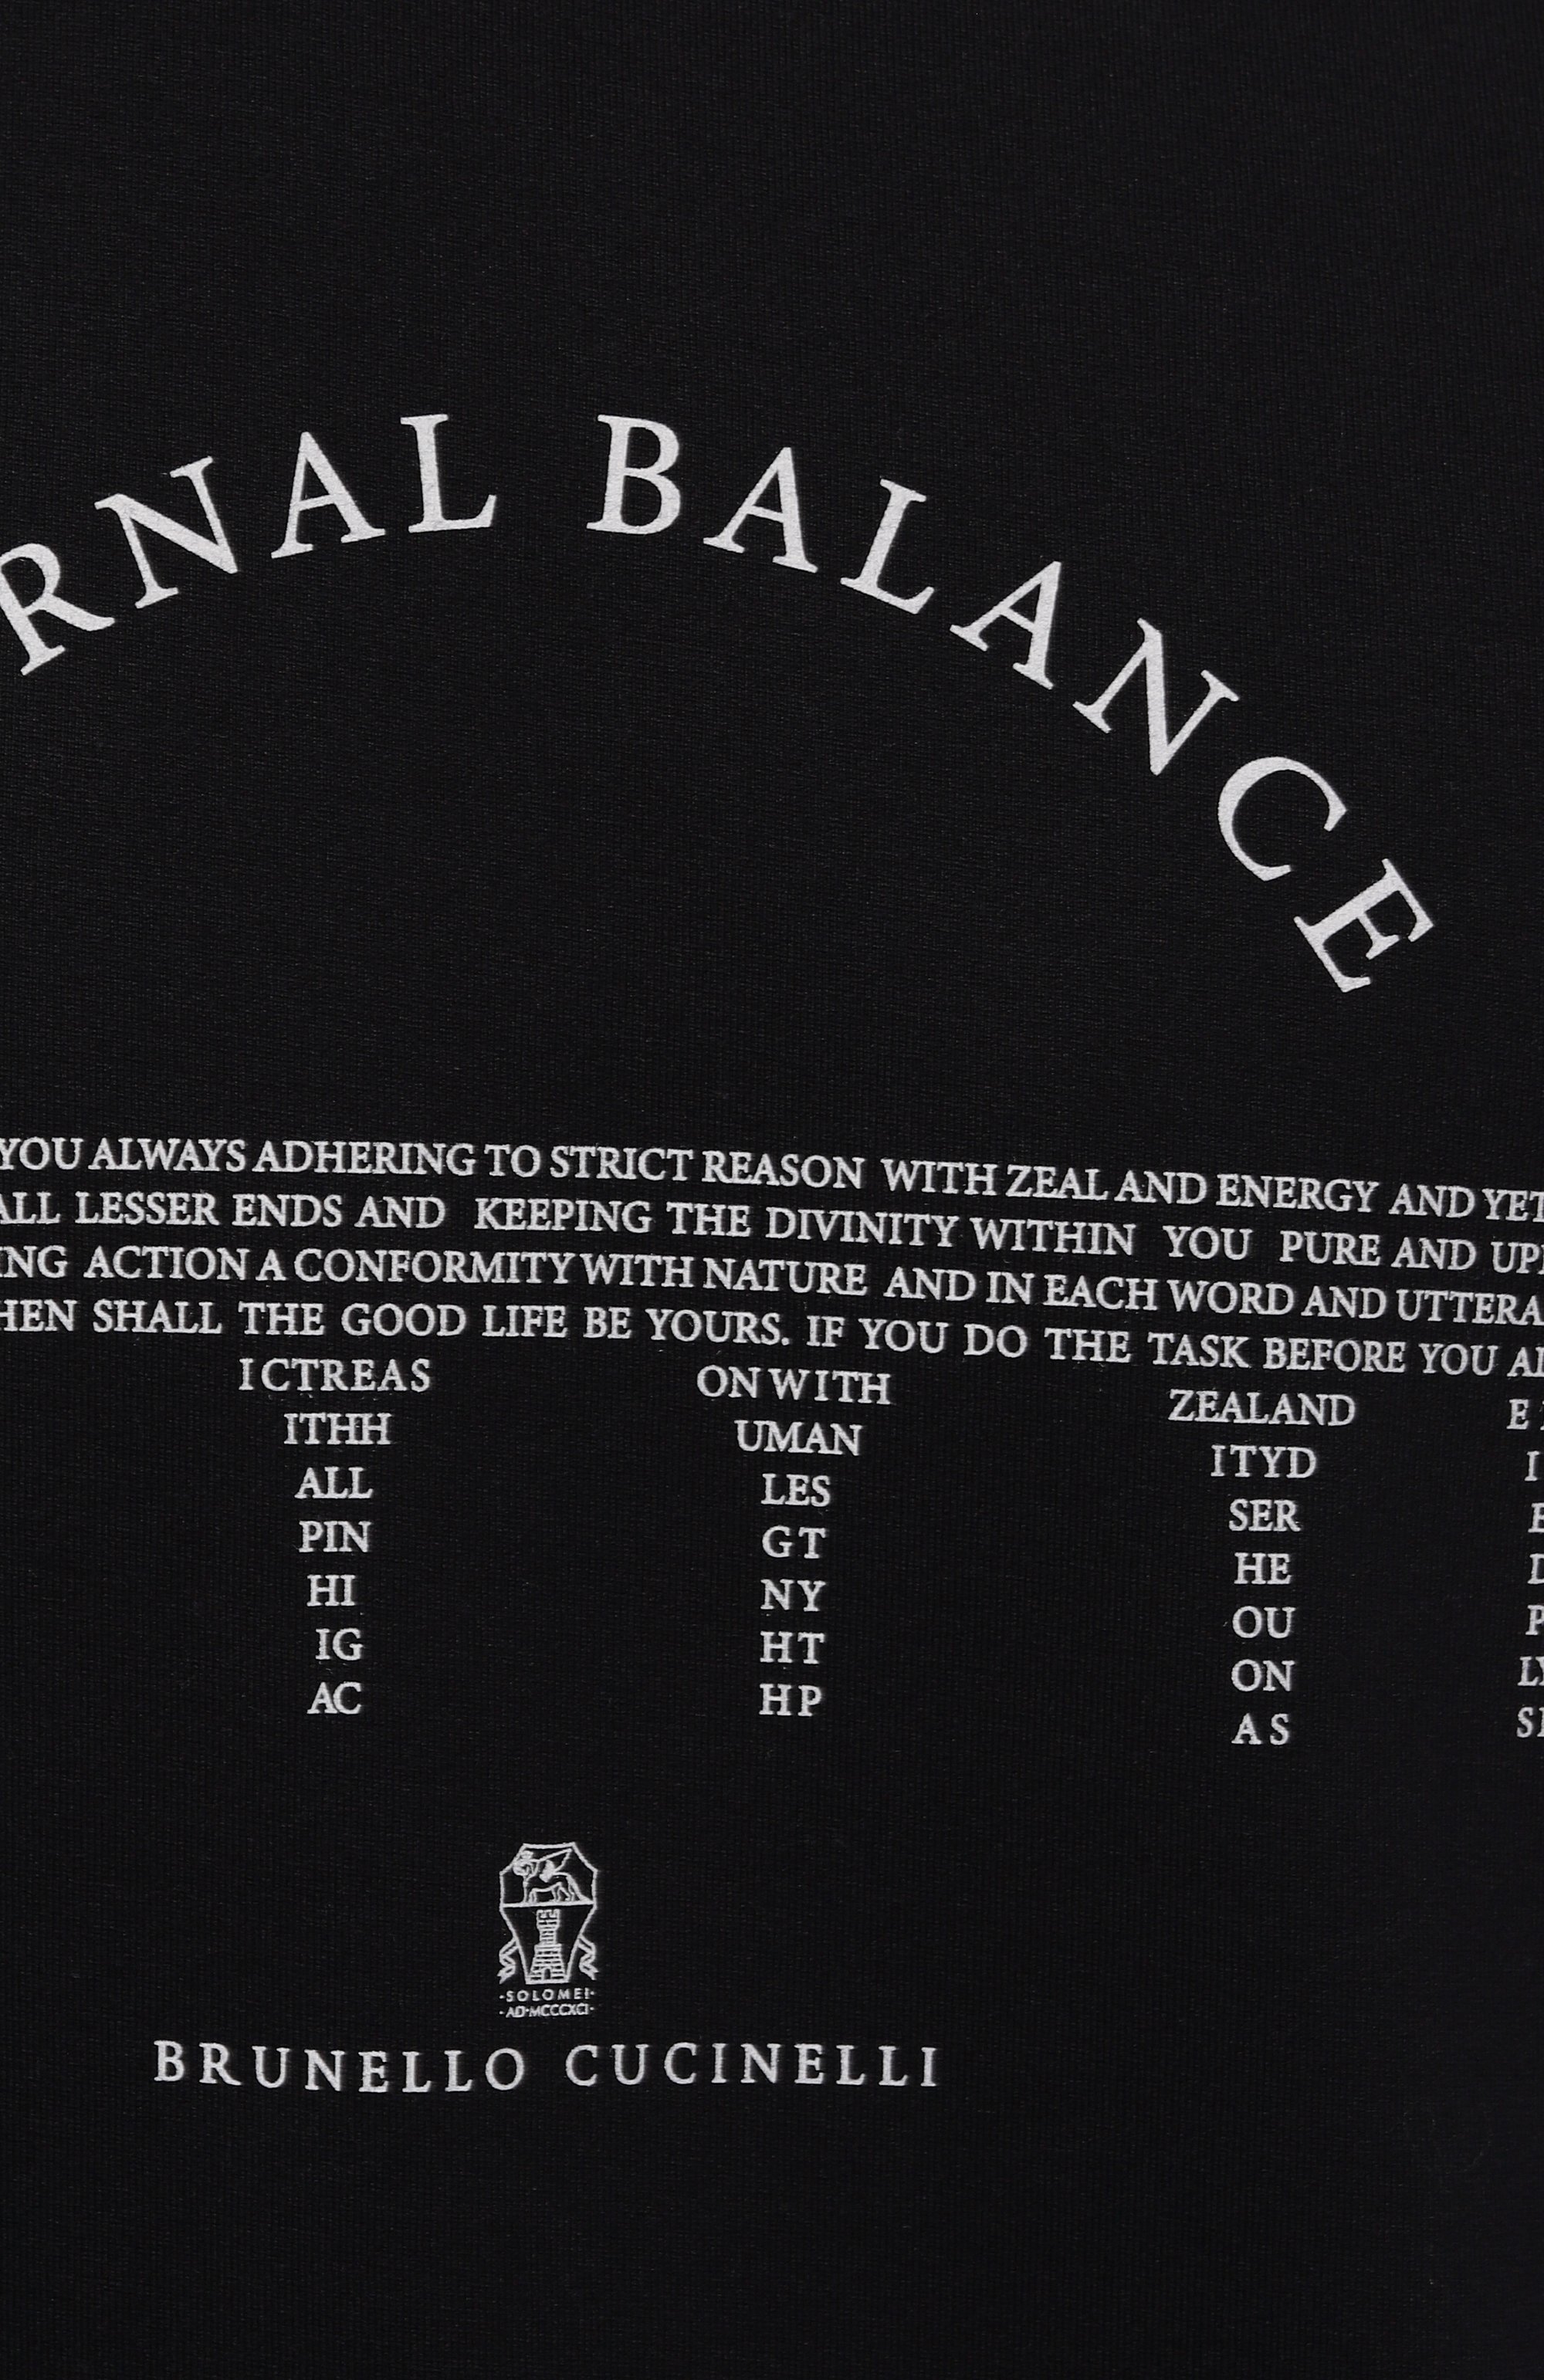 RNAL BALANCE
YOU ALWAYS ADHERING TO STRICT REASON WITH ZEAL AND ENERGY AND YET
ALL LESSER ENDS AND KEEPING THE DIVINITY WITHIN YOU PURE AND UP
ING ACTION A CONFORMITY WITH NATURE AND IN EACH WORD AND UTTERA
HEN SHALL THE GOOD LIFE BE YOURS. IF YOU DO THE TASK BEFORE YOU A
ICTREAS ON WITH ZEALAND E
ITHH UMAN ITYD I
ALL LES SER E
PIN GT HE D
HI NY OU P
IG HT ON LY
AC HP AS S
·SOLOMEI·
·AD·MCCCXCI·
BRUNELLO CUCINELLI